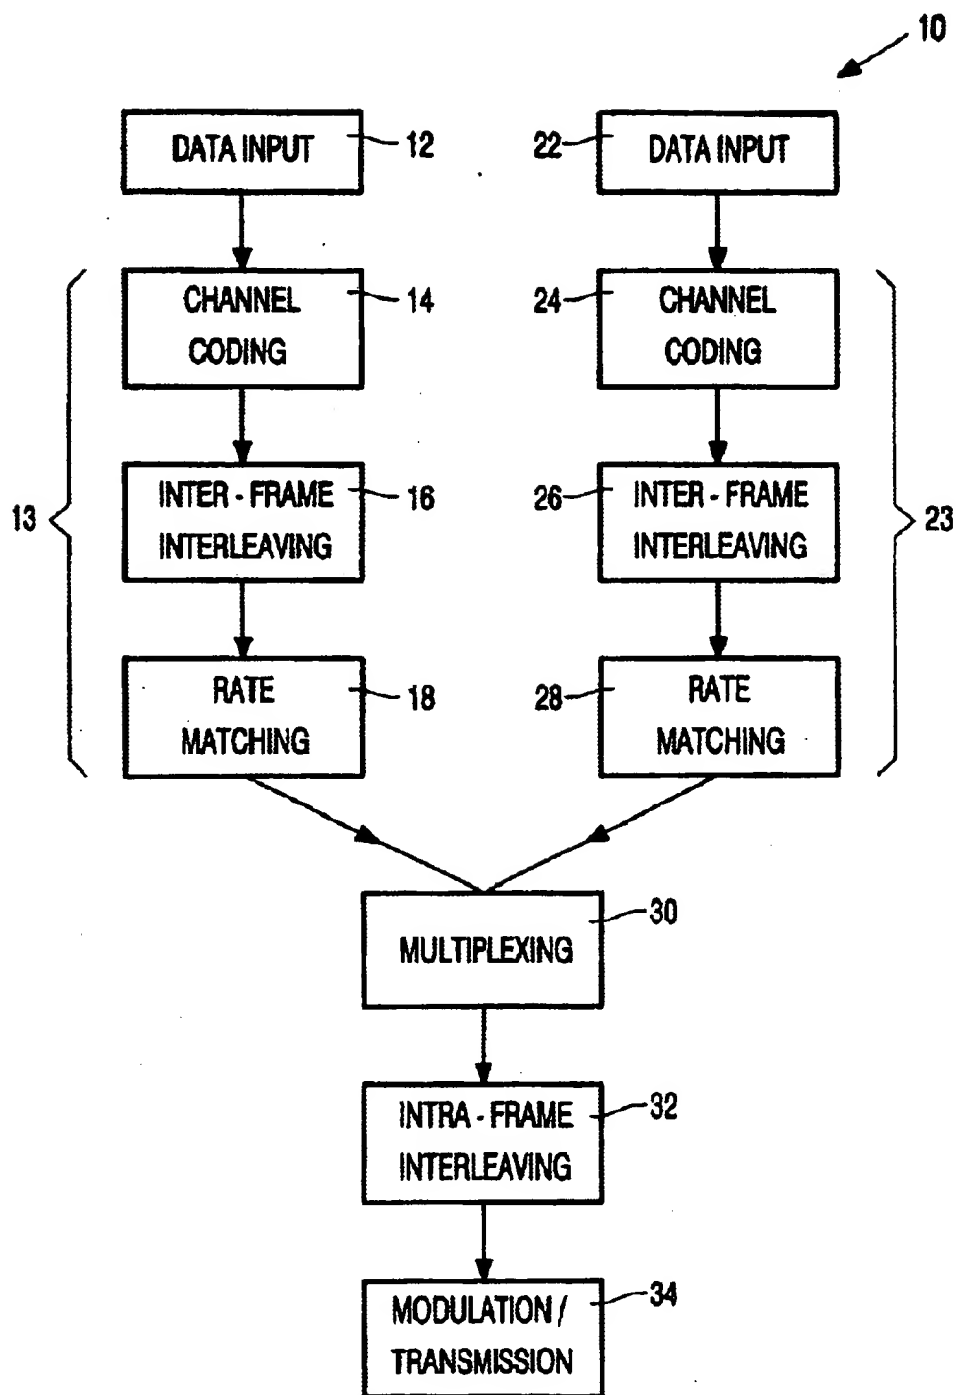 10
DATA INPUT
12
22
DATA INPUT
CHANNEL
CODING
14
24
CHANNEL
CODING
13
INTER - FRAME
INTERLEAVING
16
26
INTER - FRAME
INTERLEAVING
23
RATE
MATCHING
18
28
RATE
MATCHING
MULTIPLEXING
30
INTRA - FRAME
INTERLEAVING
32
MODULATION /
TRANSMISSION
34